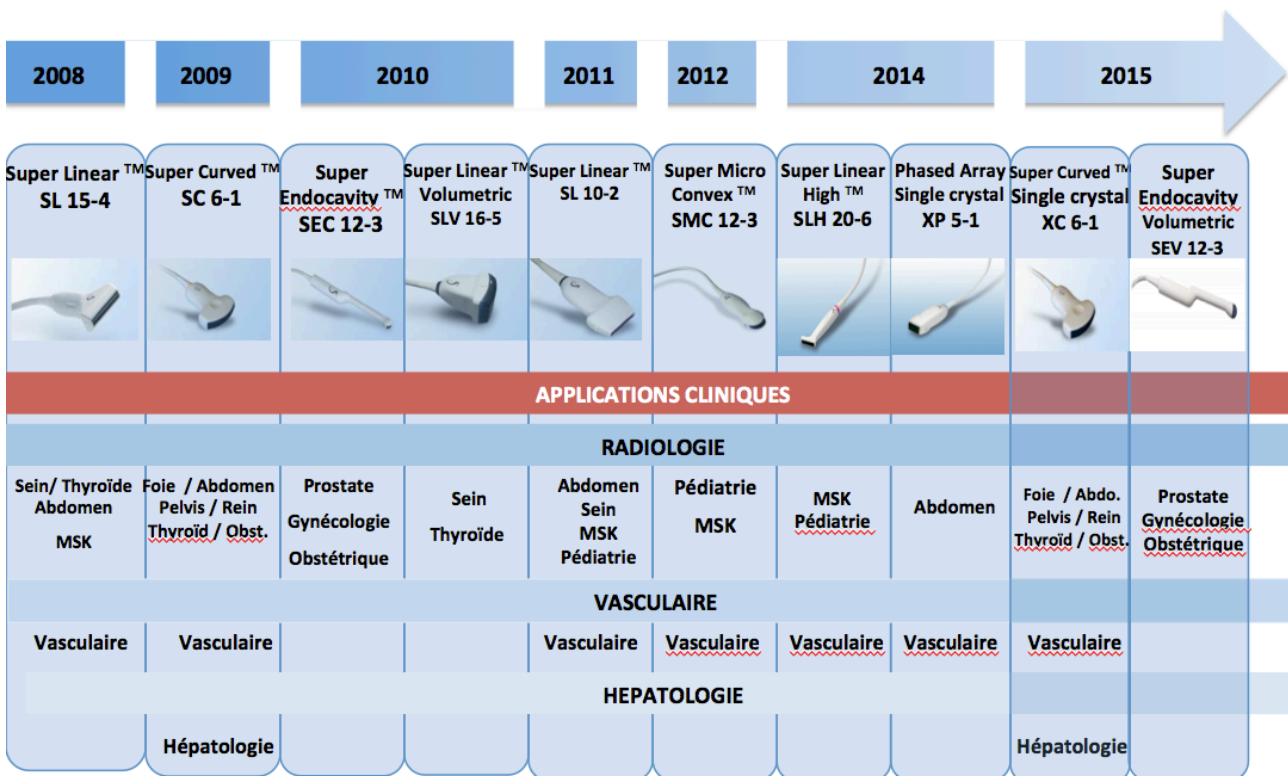 2008
2009
2010
2011
2012
2014
2015
Super Linear ™
SL 15-4
Super Curved ™
SC 6-1
Super
Endocavity ™
SEC 12-3
Super Linear ™
Volumetric
SLV 16-5
Super Linear ™
SL 10-2
Super Micro
Convex ™
SMC 12-3
Super Linear
High ™
SLH 20-6
Phased Array
Single crystal
XP 5-1
Super Curved ™
Single crystal
XC 6-1
Super
Endocavity
Volumetric
SEV 12-3
APPLICATIONS CLINIQUES
RADIOLOGIE
Sein/ Thyroïde
Abdomen
MSK
Foie / Abdomen
Pelvis / Rein
Thyroïd / Obst.
Prostate
Gynécologie
Obstétrique
Sein
Thyroïde
Abdomen
Sein
MSK
Pédiatrie
Pédiatrie
MSK
MSK
Pédiatrie
Abdomen
Foie / Abdo.
Pelvis / Rein
Thyroïd / Obst.
Prostate
Gynécologie
Obstétrique
VASCULAIRE
Vasculaire
Vasculaire
Vasculaire
Vasculaire
Vasculaire
Vasculaire
Vasculaire
HEPATOLOGIE
Hépatologie
Hépatologie